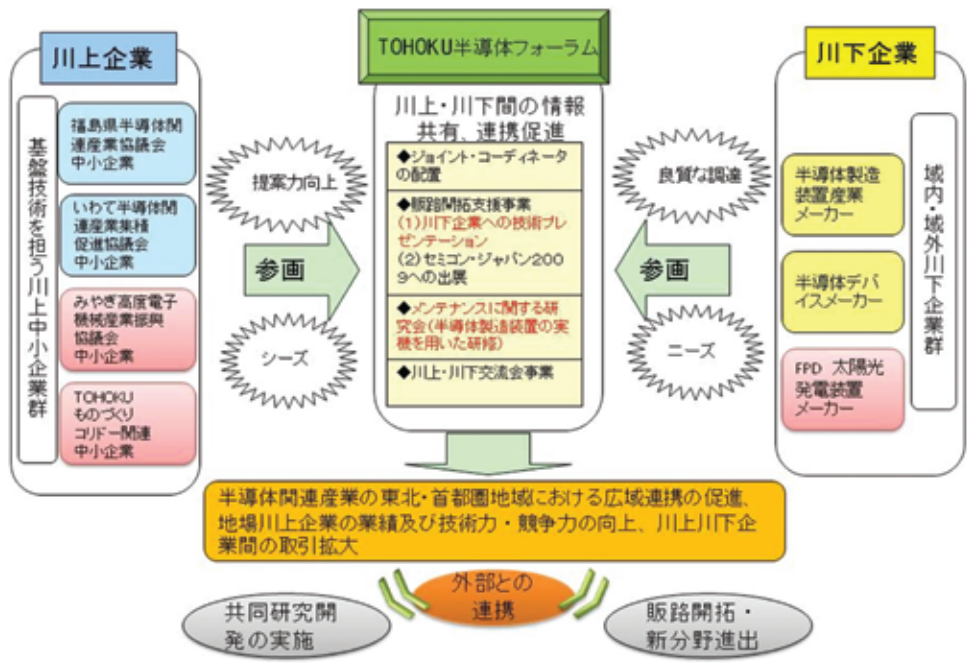 川上企業
基盤技術を担う川上中小企業群
福島県半導体関
連産業協議会
中小企業
いわて半導体関
連産業集積
促進協議会
中小企業
みやぎ高度電子
機械産業振興
協議会
中小企業
TOHOKU
ものづくり
コリドー関連
中小企業
提案力向上
参画
シーズ
TOHOKU半導体フォーラム
川上・川下間の情報
共有、連携促進
◆ジョイント・コーディネータ
の配置
◆販路開拓支援事業
(1)川下企業への技術プレ
ゼンテーション
(2)セミコン・ジャパン200
9への出展
◆メンテナンスに関する研
究会(半導体製造装置の実
機を用いた研修)
◆川上・川下交流会事業
良質な調達
参画
ニーズ
川下企業
半導体製造
装置産業
メーカー
半導体デバ
イスメーカー
FPD 太陽光
発電装置
メーカー
域内・域外川下企業群
半導体関連産業の東北・首都圏地域における広域連携の促進、
地場川上企業の業績及び技術力・競争力の向上、川上川下企
業間の取引拡大
外部との
連携
共同研究開
発の実施
販路開拓・
新分野進出